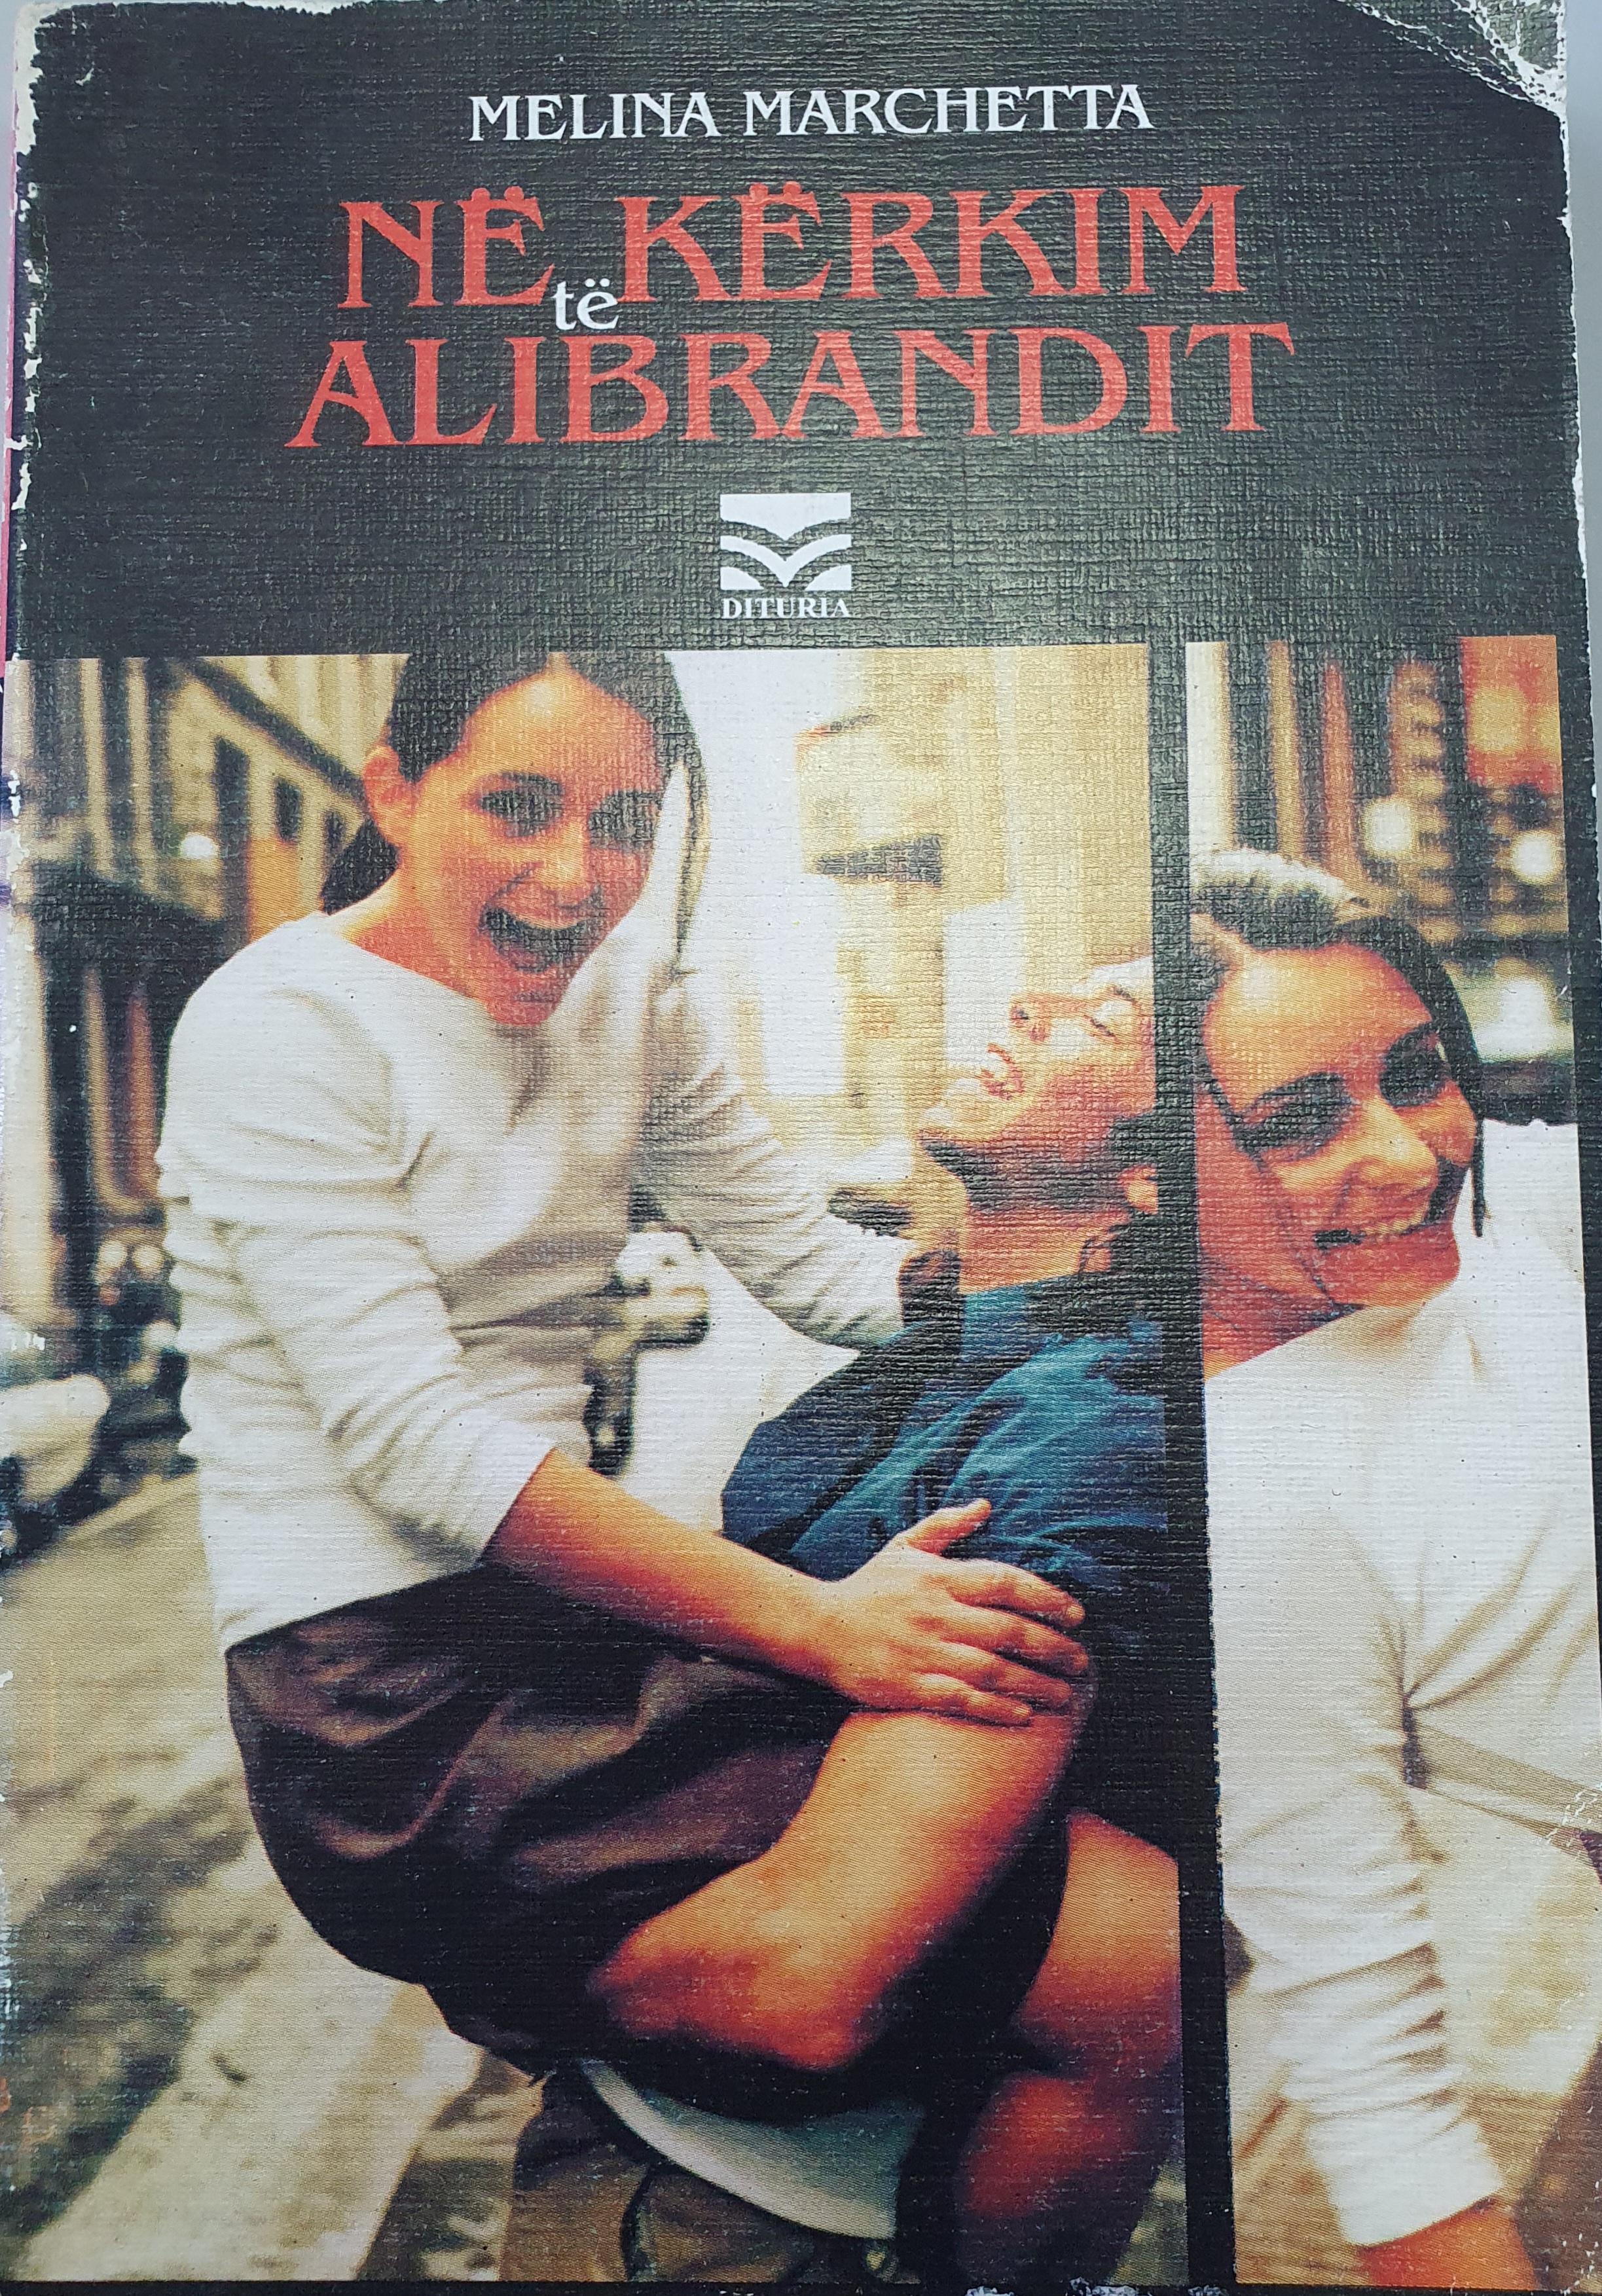 MELINA MARCHETTA
NË KËRKIM
të
ALIBRANDIT
DITURIA